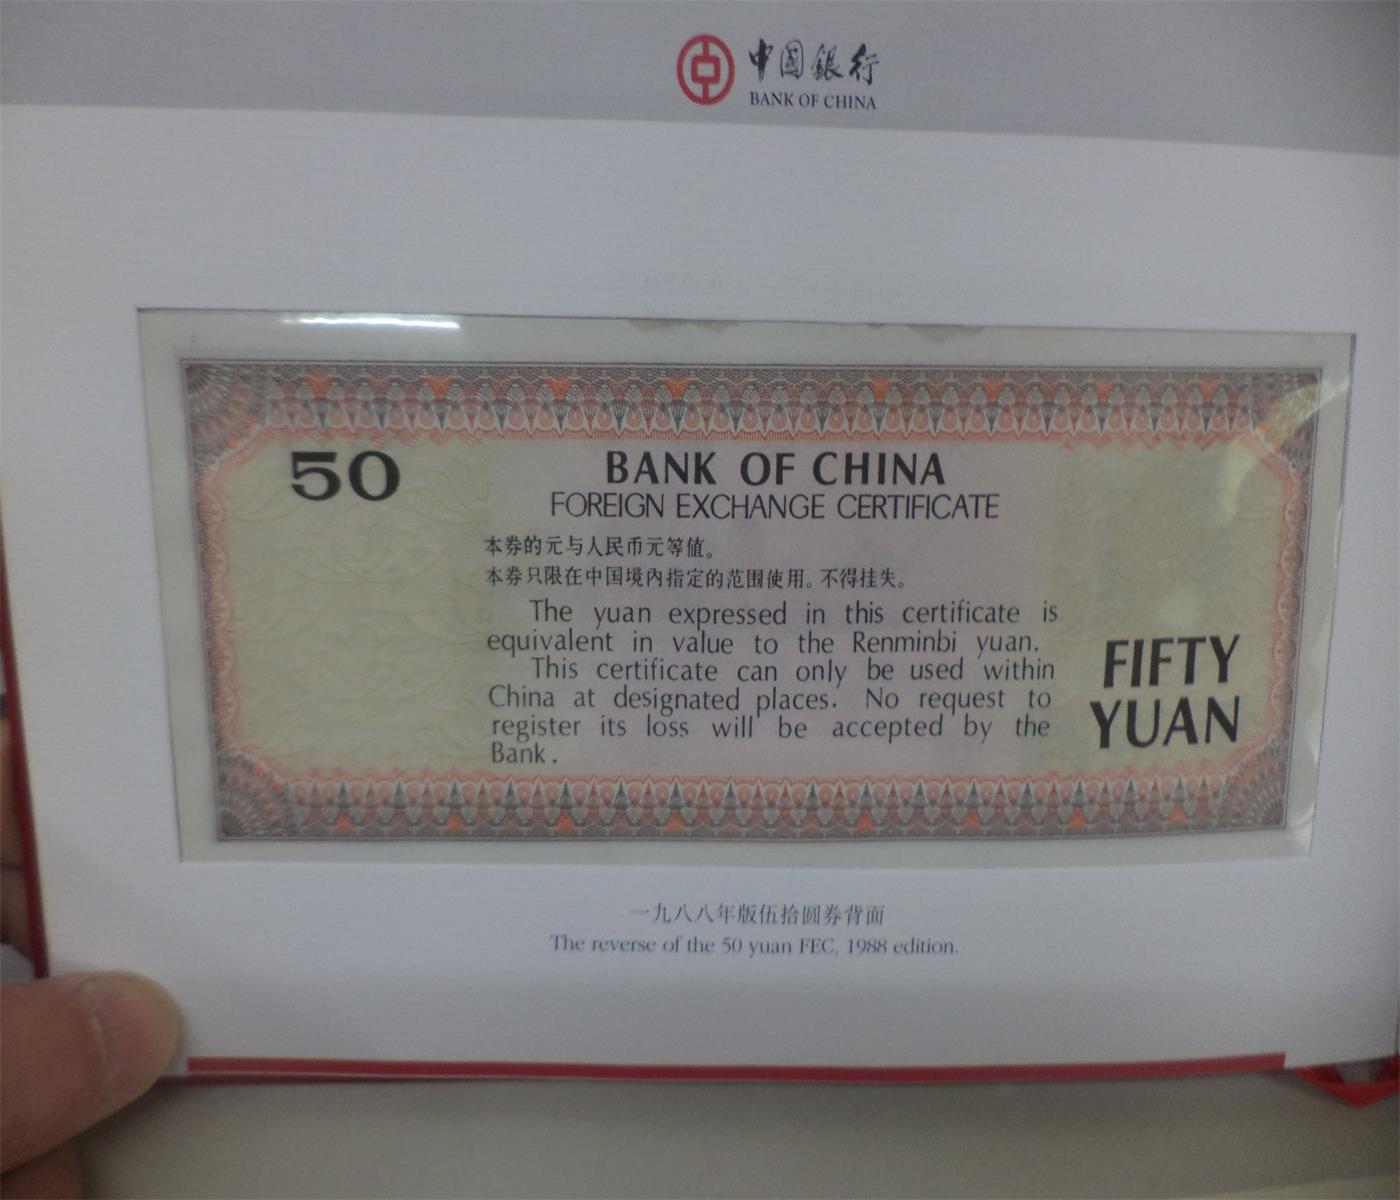 中國銀行
BANK OF CHINA
50
BANK OF CHINA
FOREIGN EXCHANGE CERTIFICATE
本券的元与人民币元等值。
本券只限在中国境内指定的范围使用。不得挂失。
The yuan expressed in this certificate is
equivalent in value to the Renminbi yuan.
This certificate can only be used within
China at designated places. No request to
register its loss will be accepted by the
Bank.
FIFTY
YUAN
一九八八年版伍拾圆券背面
The reverse of the 50 yuan FEC, 1988 edition.